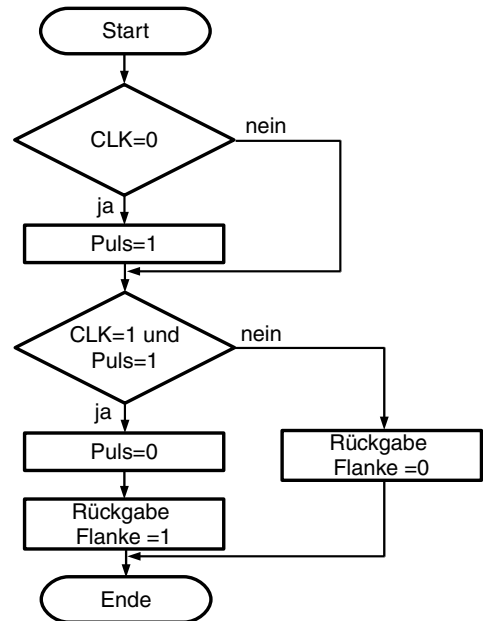 Start
CLK=0
nein
ja
Puls=1
CLK=1 und
Puls=1
nein
ja
Puls=0
Rückgabe
Flanke =0
Rückgabe
Flanke =1
Ende